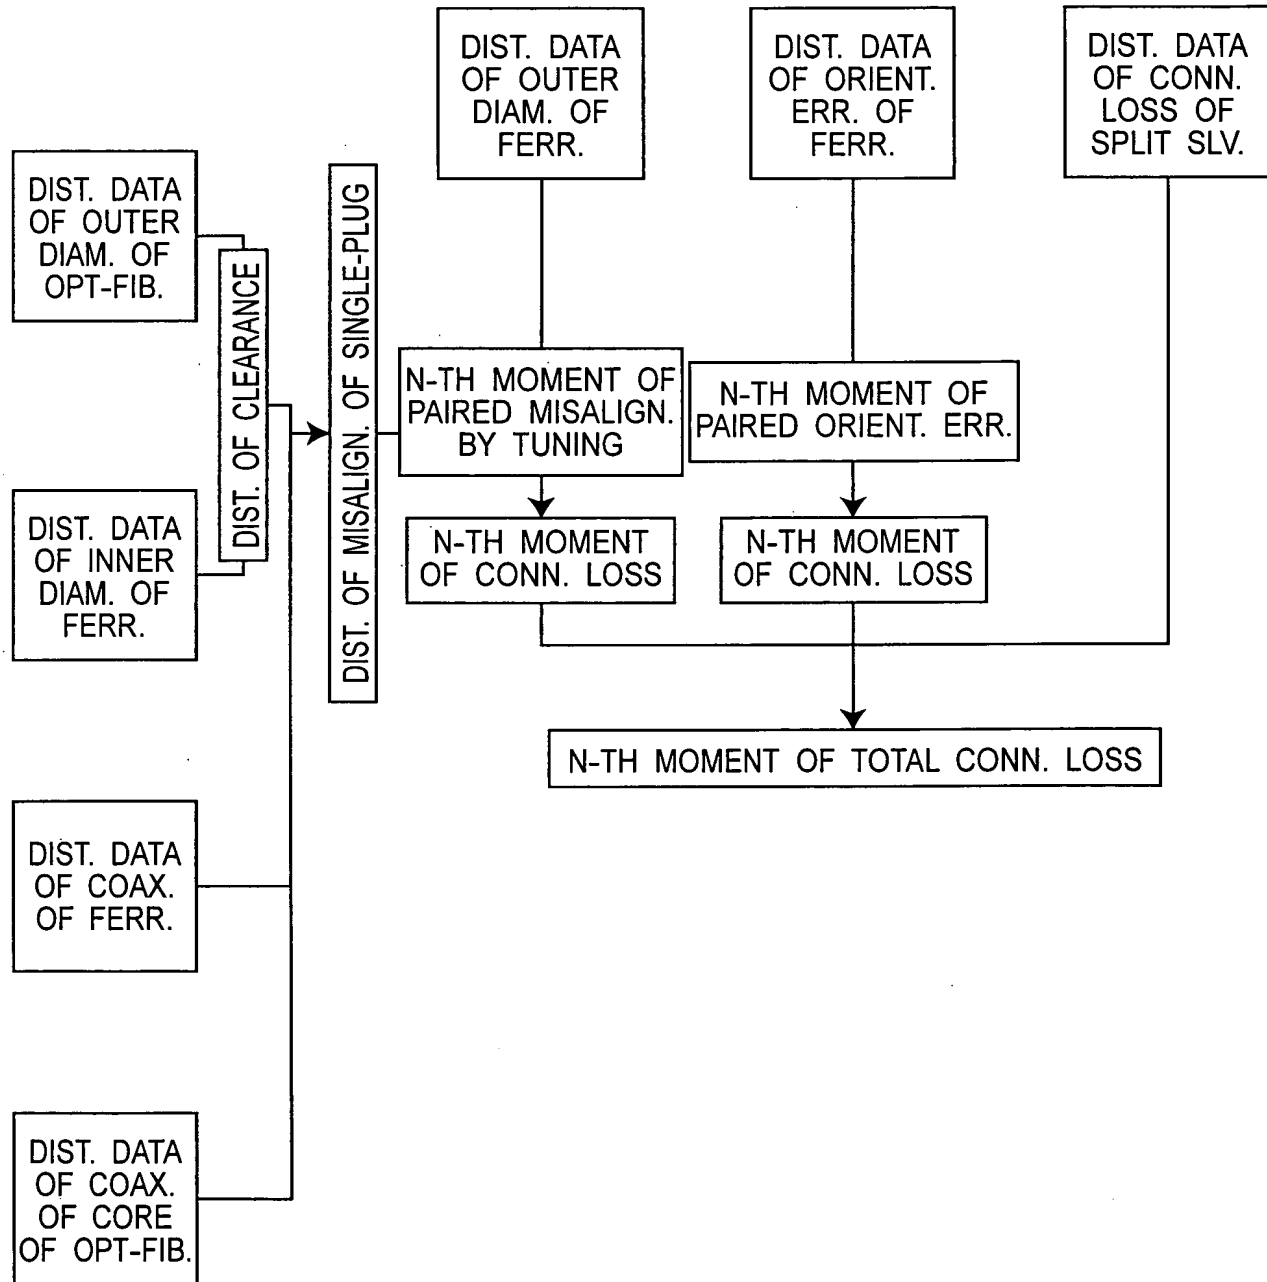 DIST. DATA
OF OUTER
DIAM. OF
FERR.
DIST. DATA
OF ORIENT.
ERR. OF
FERR.
DIST. DATA
OF CONN.
LOSS OF
SPLIT SLV.
DIST. DATA
OF OUTER
DIAM. OF
OPT-FIB.
DIST. OF CLEARANCE
DIST. OF MISALIGN. OF SINGLE-PLUG
N-TH MOMENT OF
PAIRED MISALIGN.
BY TUNING
N-TH MOMENT OF
PAIRED ORIENT. ERR.
DIST. DATA
OF INNER
DIAM. OF
FERR.
N-TH MOMENT
OF CONN. LOSS
N-TH MOMENT
OF CONN. LOSS
N-TH MOMENT OF TOTAL CONN. LOSS
DIST. DATA
OF COAX.
OF FERR.
DIST. DATA
OF COAX.
OF CORE
OF OPT-FIB.